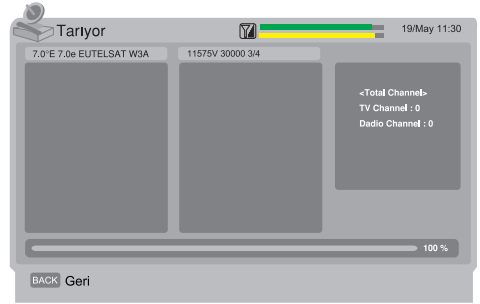 Tarıyor
19/May 11:30
7.0°E 7.0e EUTELSAT W3A
11575V 30000 3/4
<Total Channel>
TV Channel : 0
Dadio Channel : 0
100 %
BACK Geri